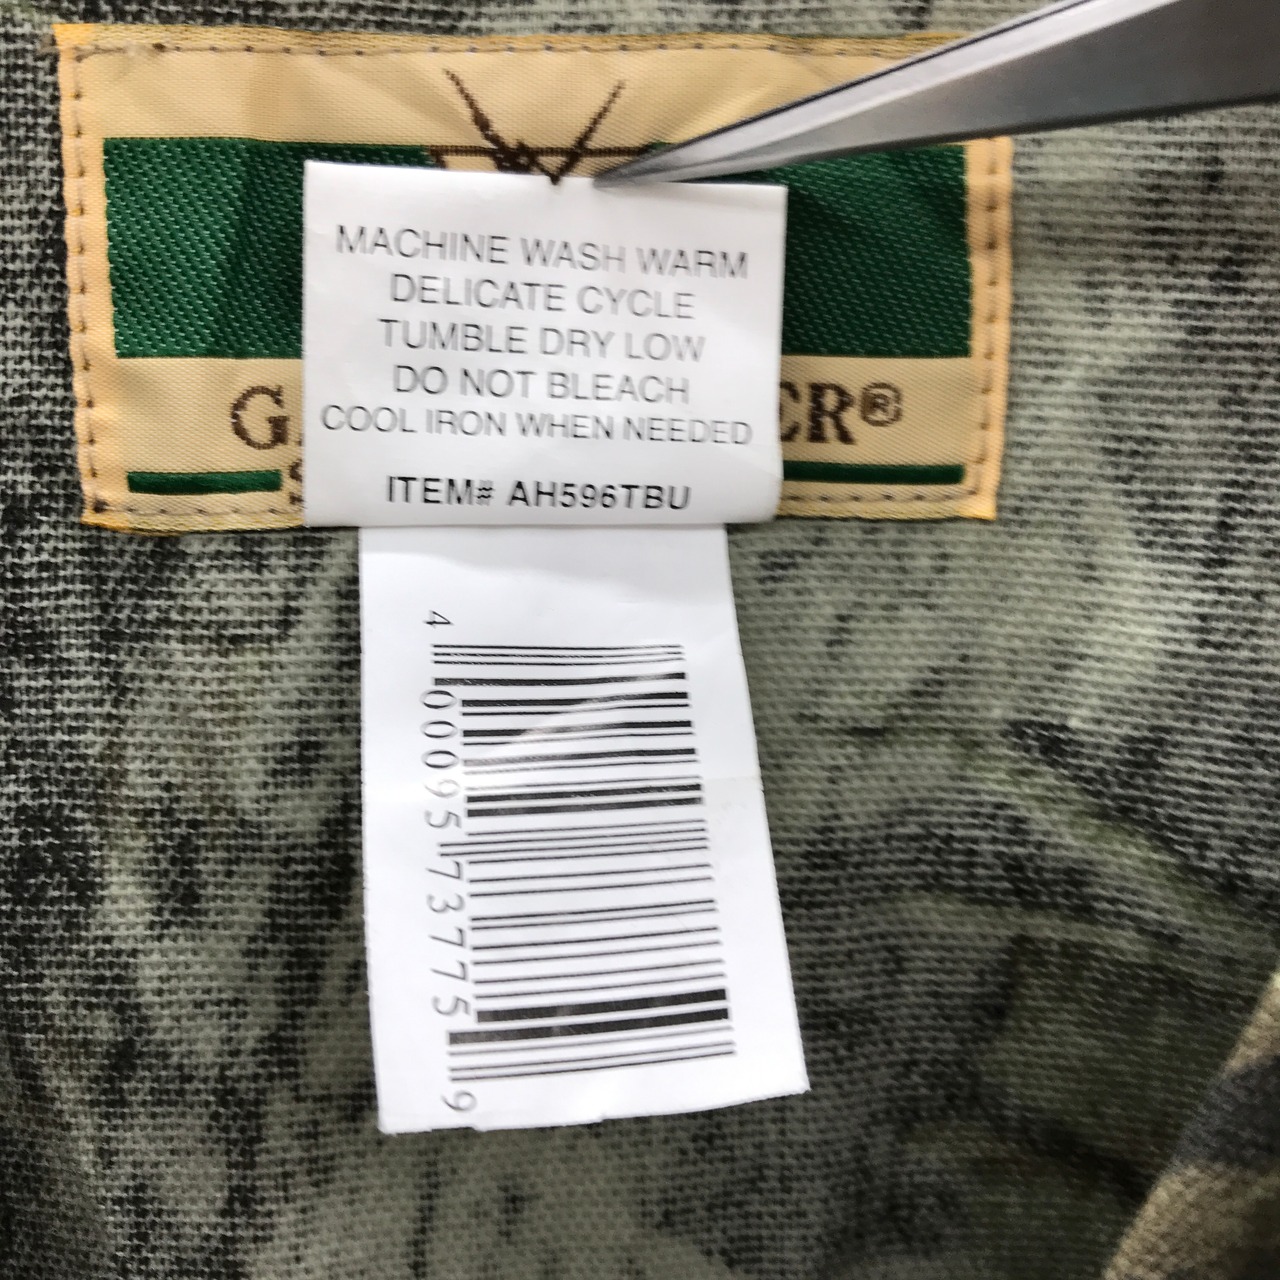 MACHINE WASH WARM
DELICATE CYCLE
TUMBLE DRY LOW
DO NOT BLEACH
COOL IRON WHEN NEEDED
ITEM# AH596TBU
4 00095 73775 9